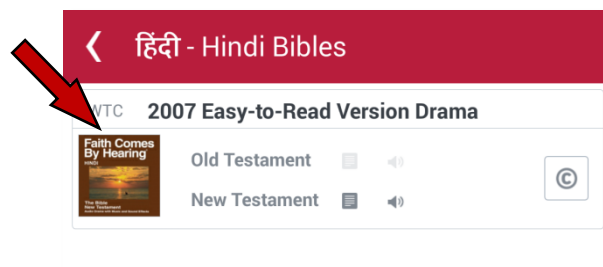 हिंदी - Hindi Bibles
WTC 2007 Easy-to-Read Version Drama
Faith Comes
By Hearing
HINDI
Old Testament
New Testament
©
The Bible
New Testament